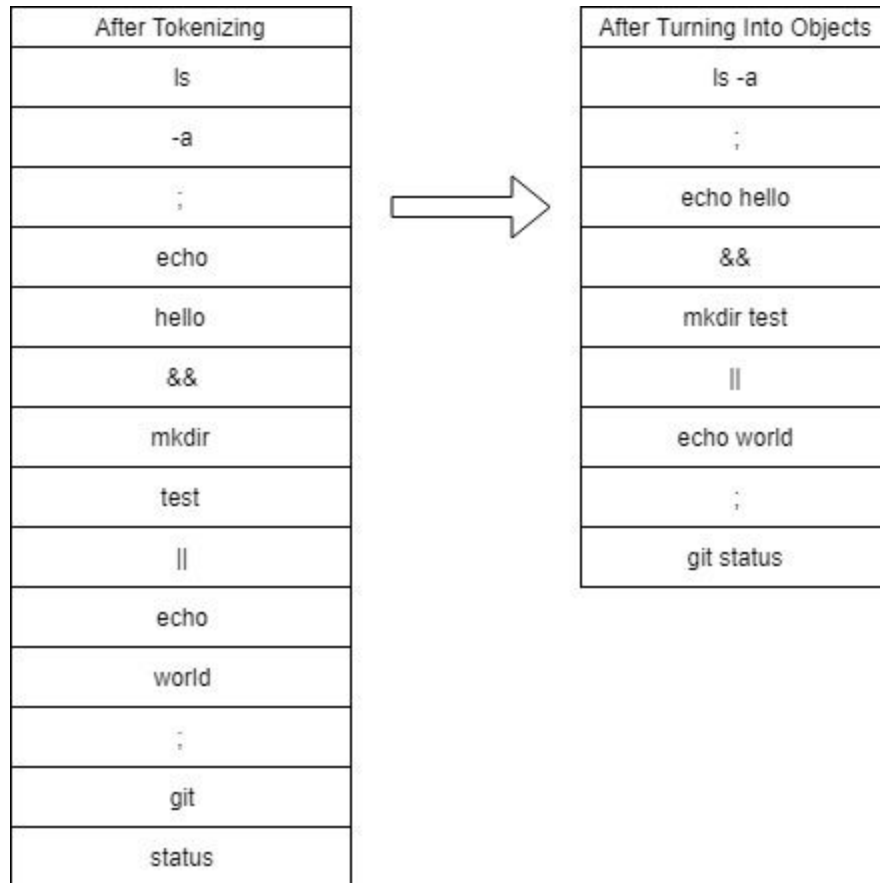 After Tokenizing
ls
-a
;
echo
hello
&&
mkdir
test
||
echo
world
;
git
status
After Turning Into Objects
ls -a
;
echo hello
&&
mkdir test
||
echo world
;
git status